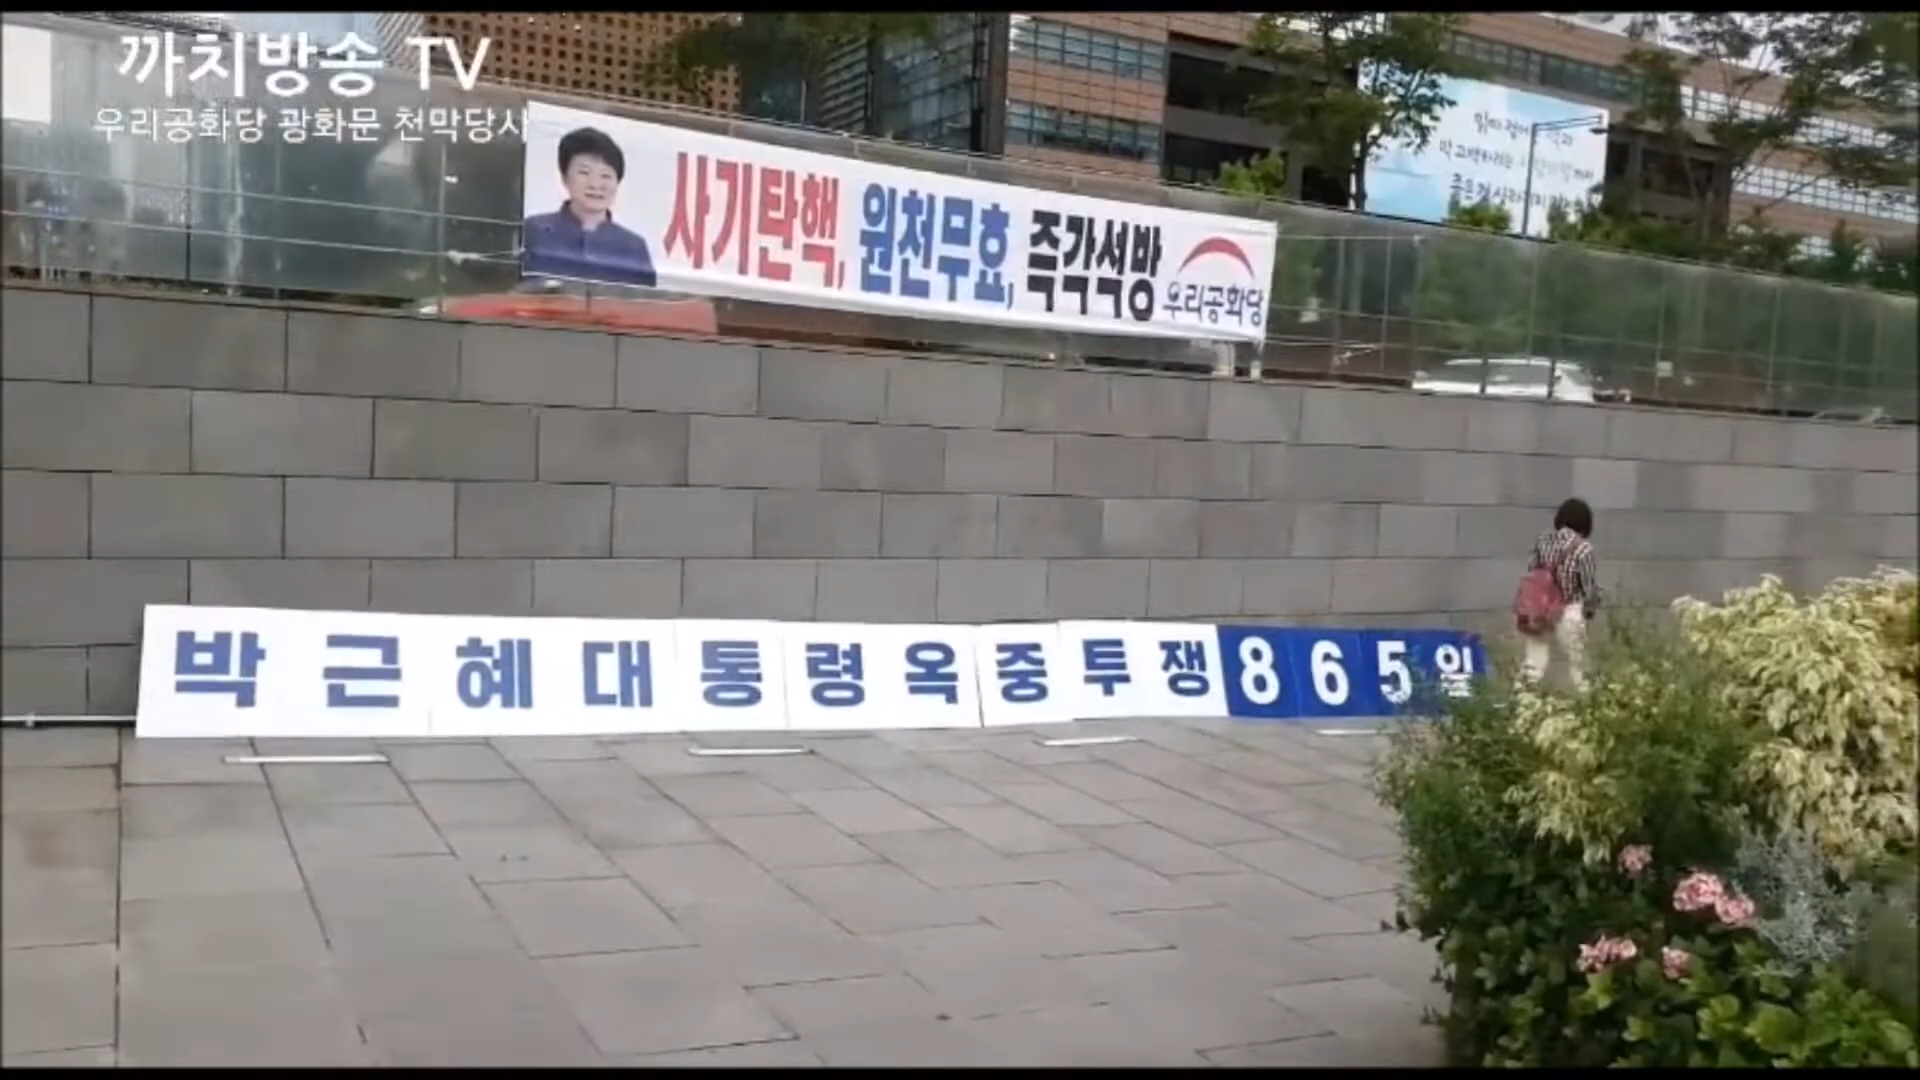 까치방송 TV
우리공화당 광화문 천막당사
사기탄핵, 원천무효, 즉각석방
우리공화당
박근혜대통령옥중투쟁865일